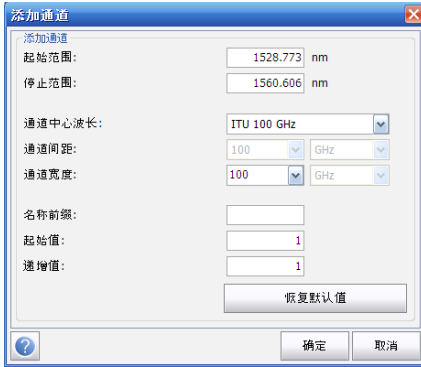 添加通道
添加通道
起始范围: 1528.773 nm
停止范围: 1560.606 nm
通道中心波长: ITU 100 GHz
通道间距: 100 GHz
通道宽度: 100 GHz
名称前缀:
起始值: 1
递增值: 1
恢复默认值
? 确定 取消